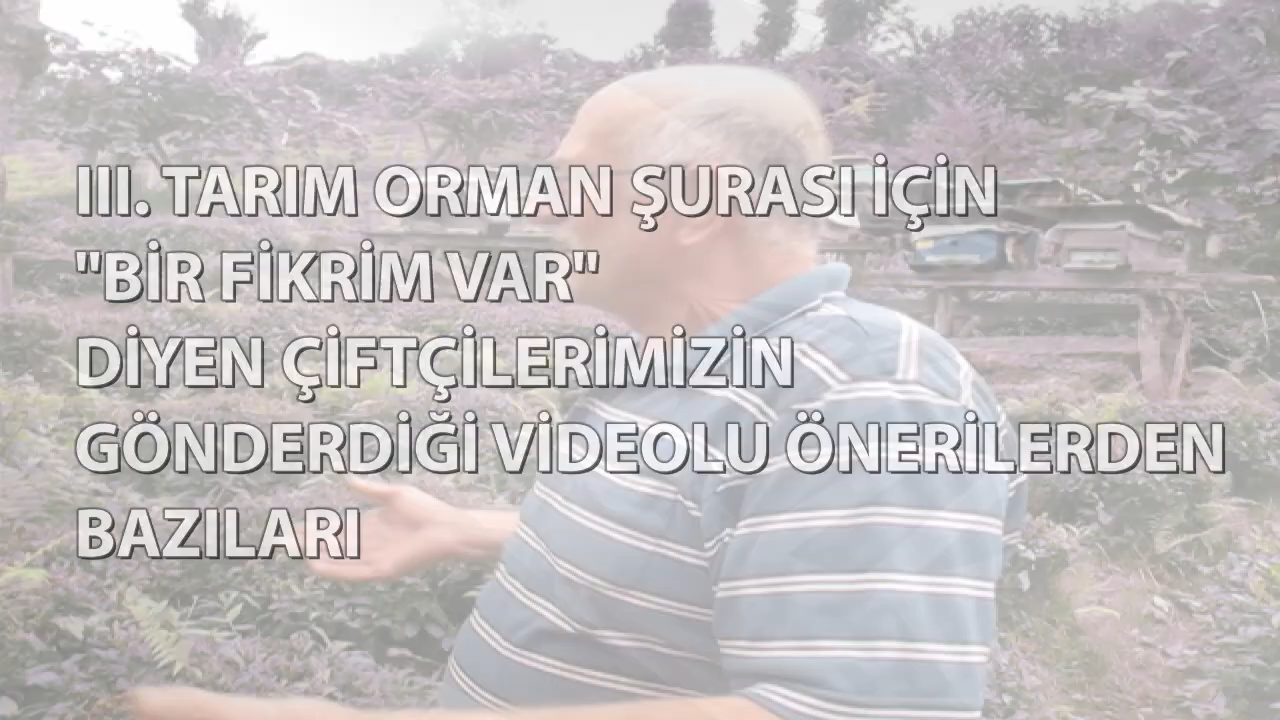 III. TARIM ORMAN ŞURASI İÇİN
"BİR FİKRİM VAR"
DİYEN ÇİFTÇİLERİMİZİN
GÖNDERDİĞİ VİDEOLU ÖNERİLERDEN
BAZILARI